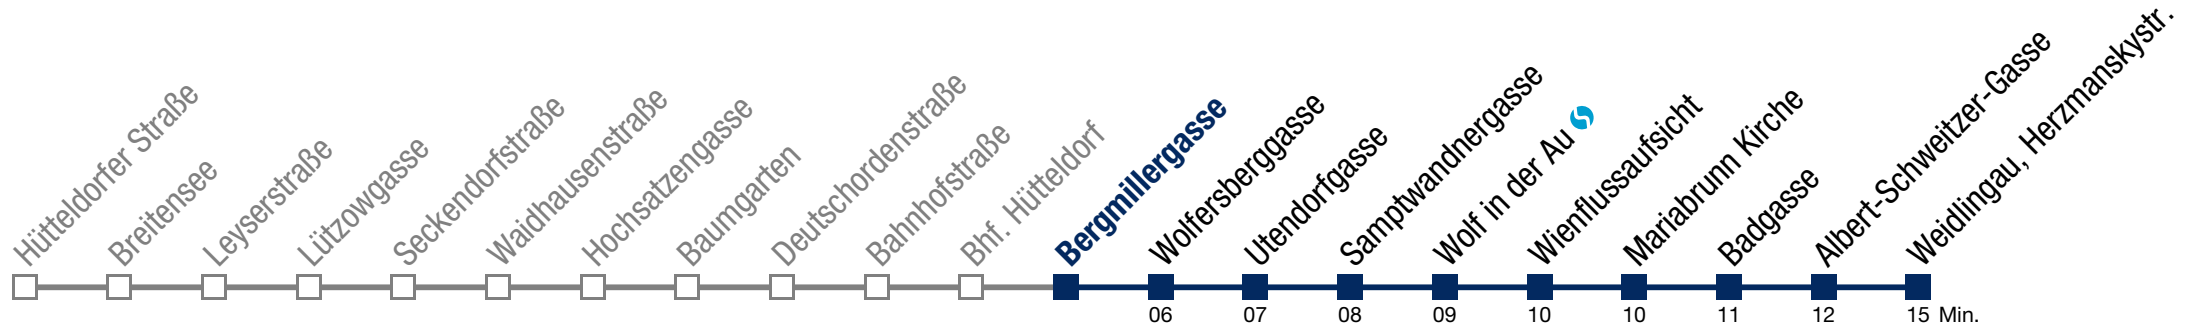 Hütteldorfer Straße
Breitensee
Leyserstraße
Lützowgasse
Seckendorfstraße
Waidhausenstraße
Hochsatzengasse
Baumgarten
Deutschordenstraße
Bahnhofstraße
Bhf. Hütteldorf
Bergmillergasse
Wolfersberggasse
Utendorfgasse
Samptwandnergasse
Wolf in der Au
Wienflussaufsicht
Mariabrunn Kirche
Badgasse
Albert-Schweitzer-Gasse
Weidlingau, Herzmanskystr.
06 07 08 09 10 10 11 12 15 Min.